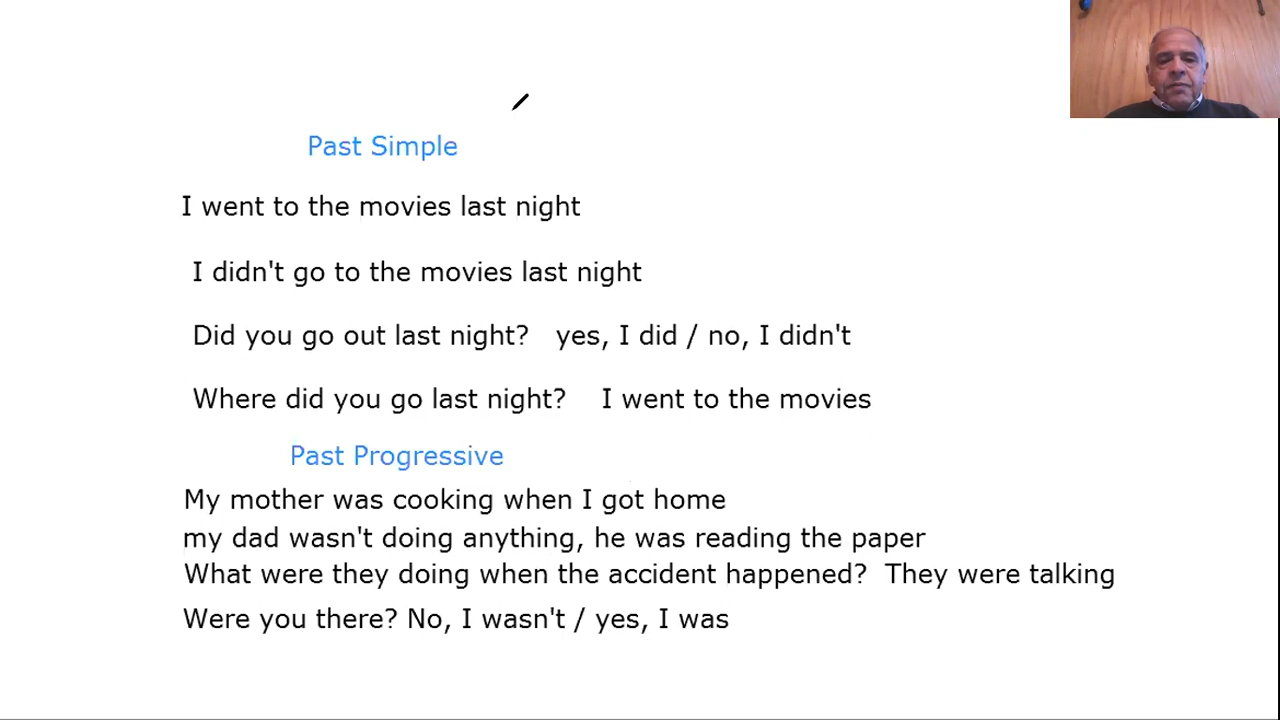 Past Simple
I went to the movies last night
I didn't go to the movies last night
Did you go out last night? yes, I did / no, I didn't
Where did you go last night? I went to the movies
Past Progressive
My mother was cooking when I got home
my dad wasn't doing anything, he was reading the paper
What were they doing when the accident happened? They were talking
Were you there? No, I wasn't / yes, I was